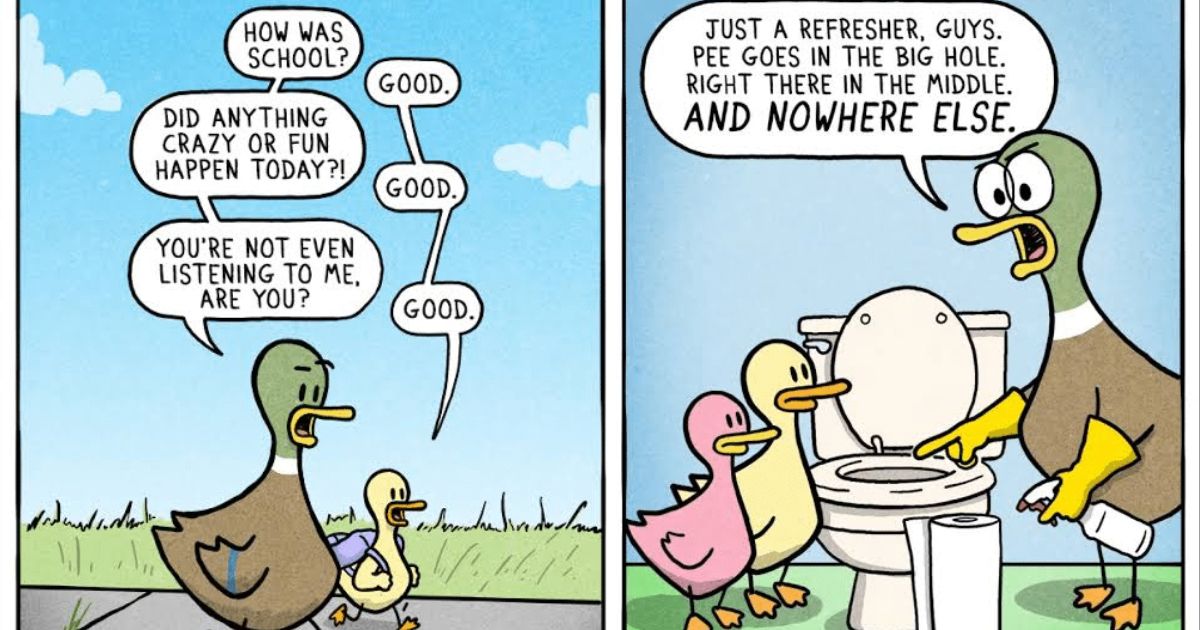 HOW WAS
SCHOOL?
GOOD.
DID ANYTHING
CRAZY OR FUN
HAPPEN TODAY?!
GOOD.
YOU'RE NOT EVEN
LISTENING TO ME,
ARE YOU?
GOOD.
JUST A REFRESHER, GUYS.
PEE GOES IN THE BIG HOLE.
RIGHT THERE IN THE MIDDLE.
AND NOWHERE ELSE.